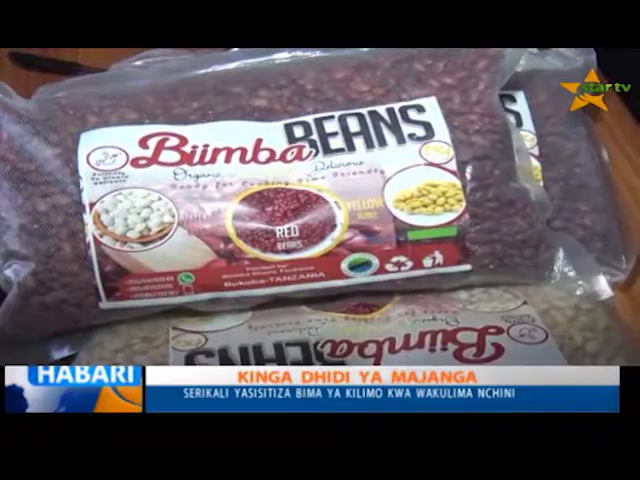 star tv
Biimba BEANS
Organic Delicious
Ready for Cooking Time Friendly
RED
BEANS
YELLOW
BEANS
Bukoba-TANZANIA
BEANS
Biimba
HABARI
KINGA DHIDI YA MAJANGA
SERIKALI YASISITIZA BIMA YA KILIMO KWA WAKULIMA NCHINI